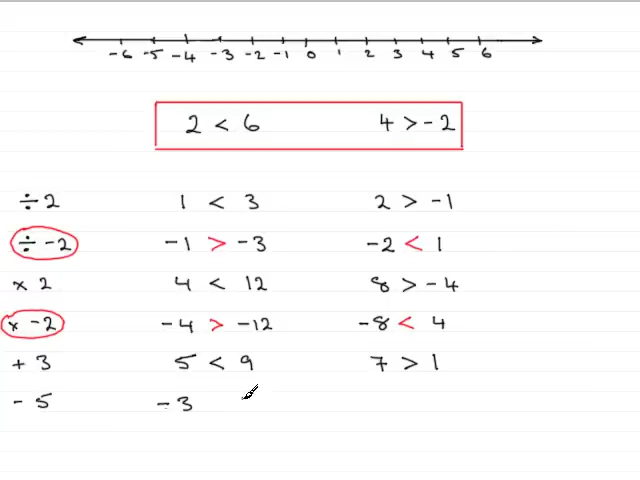 -6 -5 -4 -3 -2 -1 0 1 2 3 4 5 6
2 < 6 4 > -2
÷ 2 1 < 3 2 > -1
÷ -2 -1 > -3 -2 < 1
× 2 4 < 12 8 > -4
× -2 -4 > -12 -8 < 4
+ 3 5 < 9 7 > 1
- 5 -3